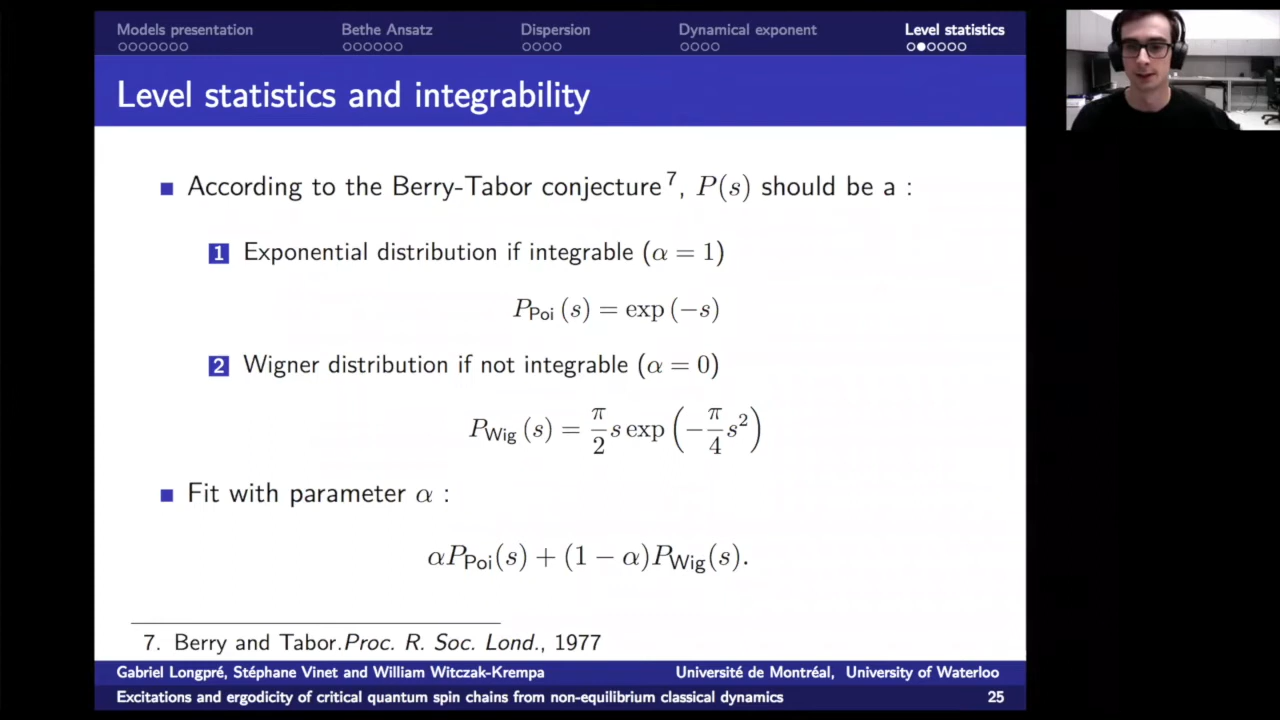 Models presentation Bethe Ansatz Dispersion Dynamical exponent Level statistics
Level statistics and integrability
According to the Berry-Tabor conjecture⁷, P(s) should be a :
1 Exponential distribution if integrable (α = 1)
P_Poi (s) = exp (−s)
2 Wigner distribution if not integrable (α = 0)
P_Wig (s) = π/2 s exp (−π/4 s²)
Fit with parameter α :
αP_Poi(s) + (1 − α)P_Wig(s).
7. Berry and Tabor.Proc. R. Soc. Lond., 1977
Gabriel Longpré, Stéphane Vinet and William Witczak-Krempa Université de Montréal, University of Waterloo
Excitations and ergodicity of critical quantum spin chains from non-equilibrium classical dynamics 25